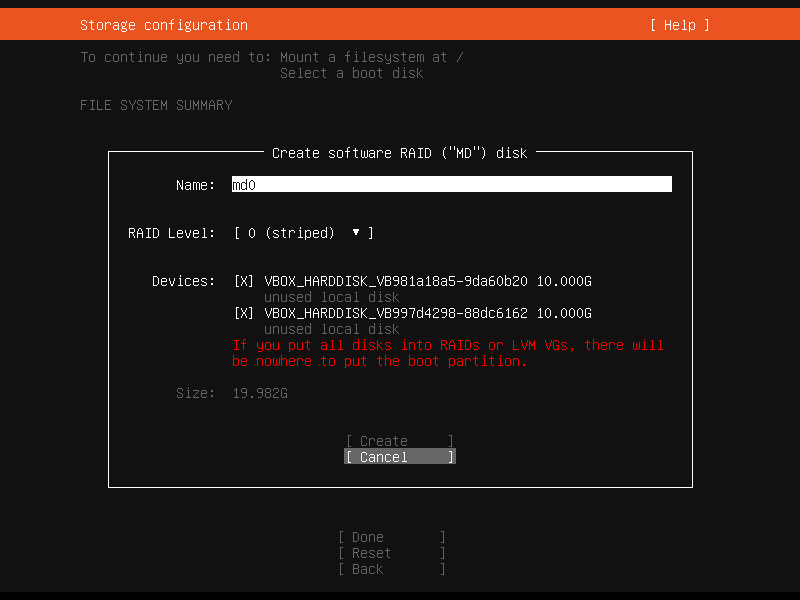 Storage configuration [ Help ]
To continue you need to: Mount a filesystem at /
Select a boot disk
FILE SYSTEM SUMMARY
Create software RAID ("MD") disk
Name: md0
RAID Level: [ 0 (striped) ▾ ]
Devices: [X] VBOX_HARDDISK_VB981a18a5-9da60b20 10.000G
unused local disk
[X] VBOX_HARDDISK_VB997d4298-88dc6162 10.000G
unused local disk
If you put all disks into RAIDs or LVM VGs, there will
be nowhere to put the boot partition.
Size: 19.982G
[ Create ]
[ Cancel ]
[ Done ]
[ Reset ]
[ Back ]